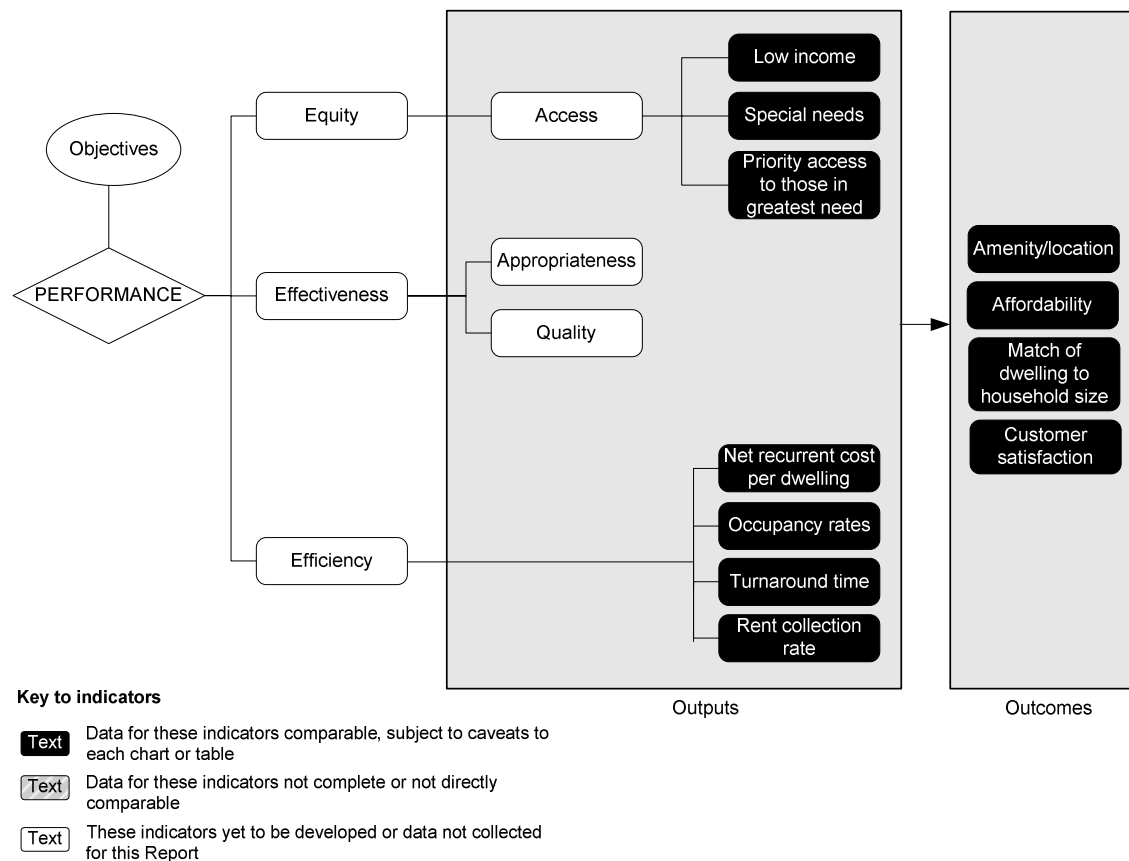 Objectives
PERFORMANCE
Equity
Effectiveness
Efficiency
Access
Appropriateness
Quality
Low income
Special needs
Priority access
to those in
greatest need
Net recurrent cost
per dwelling
Occupancy rates
Turnaround time
Rent collection
rate
Outputs
Amenity/location
Affordability
Match of
dwelling to
household size
Customer
satisfaction
Outcomes
Key to indicators
Text
Data for these indicators comparable, subject to caveats to
each chart or table
Text
Data for these indicators not complete or not directly
comparable
Text
These indicators yet to be developed or data not collected
for this Report